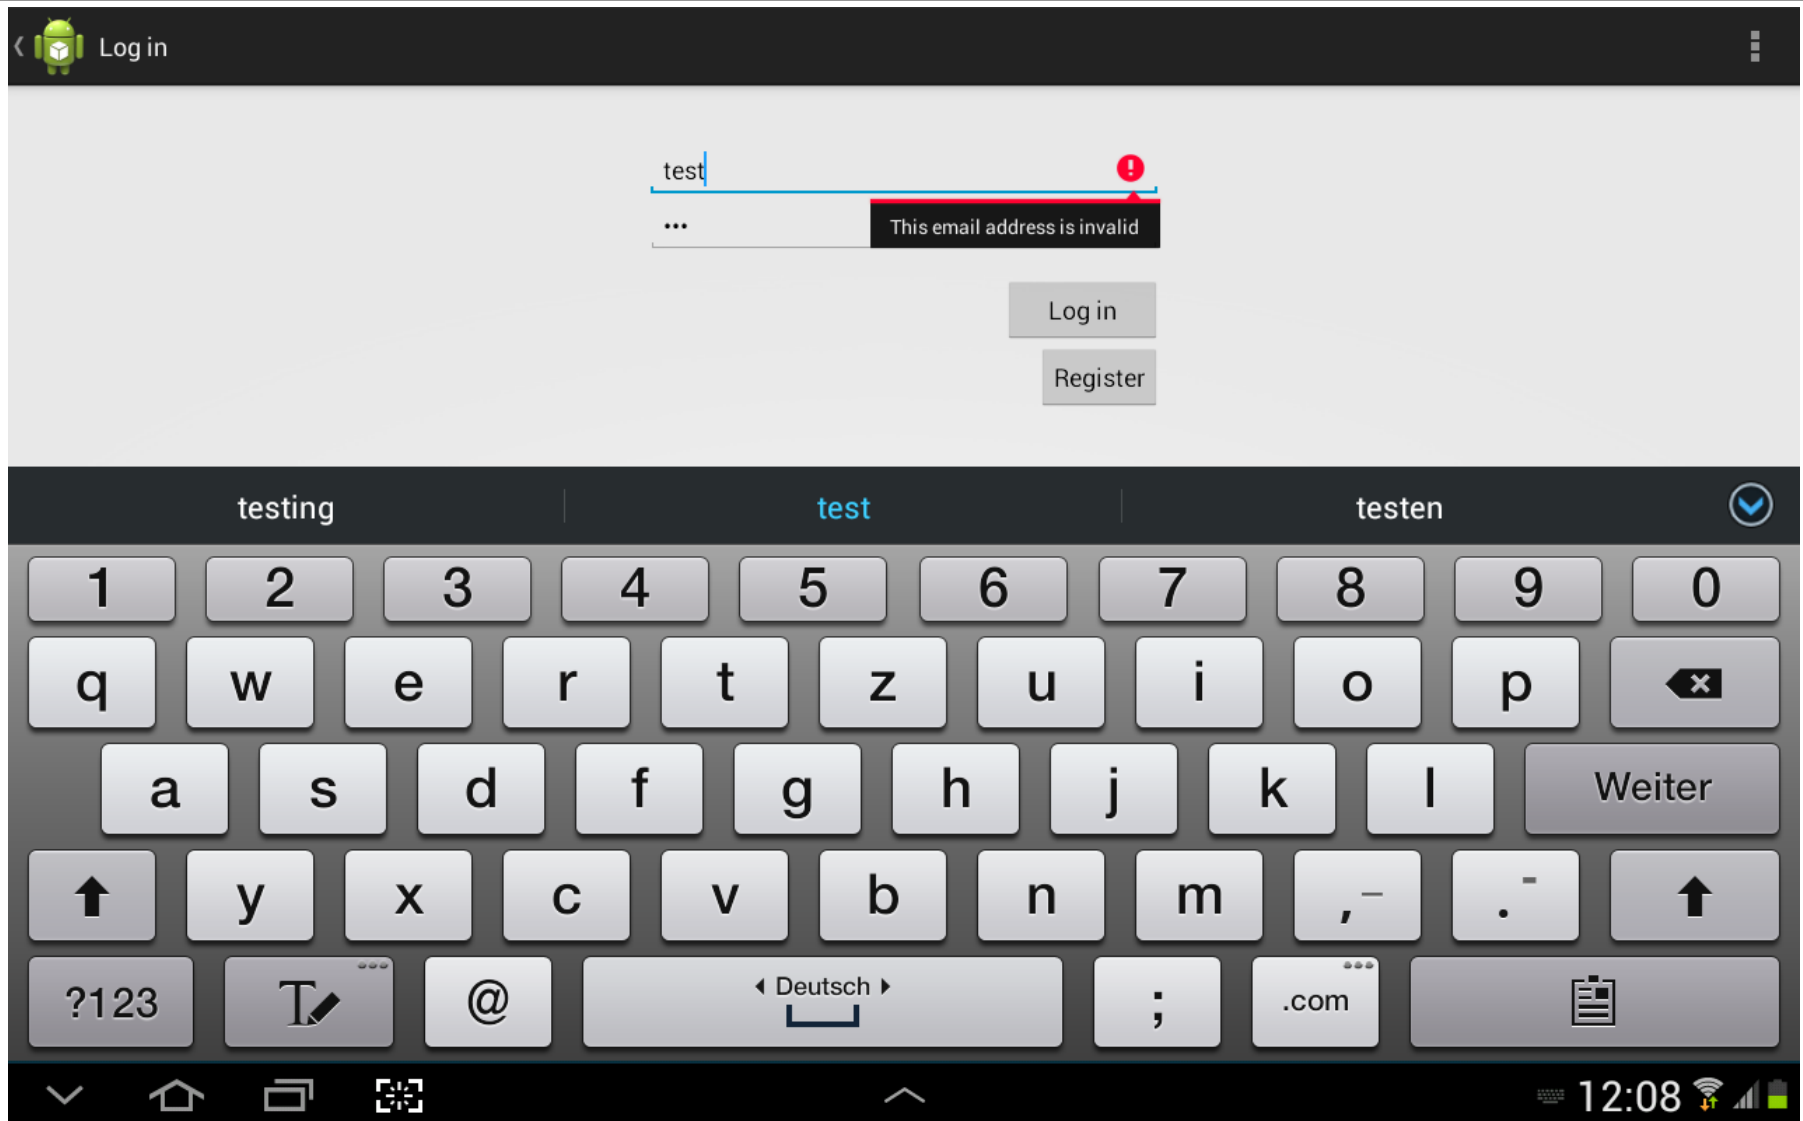 Log in
test
•••
This email address is invalid
Log in
Register
testing test testen
1 2 3 4 5 6 7 8 9 0
q w e r t z u i o p
a s d f g h j k l Weiter
y x c v b n m , – . -
?123 T @ Deutsch ; .com
12:08